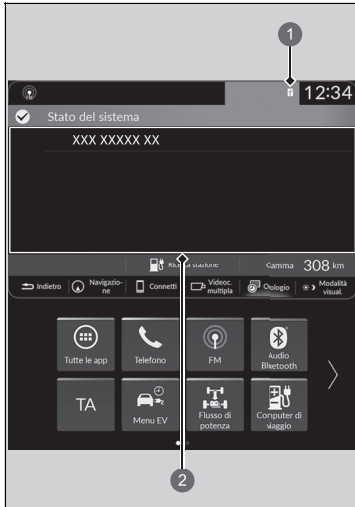 1
12:34
Stato del sistema
XXX XXXXX XX
stazione
Gamma 308 km
Indietro
Navigazio-
ne
Connetti
Videoc.
multipla
Oologio
Modalità
visual.
Tutte le app
Telefono
FM
Audio
Bluetooth
TA
Menu EV
Flusso di
potenza
Computer di
viaggio
2